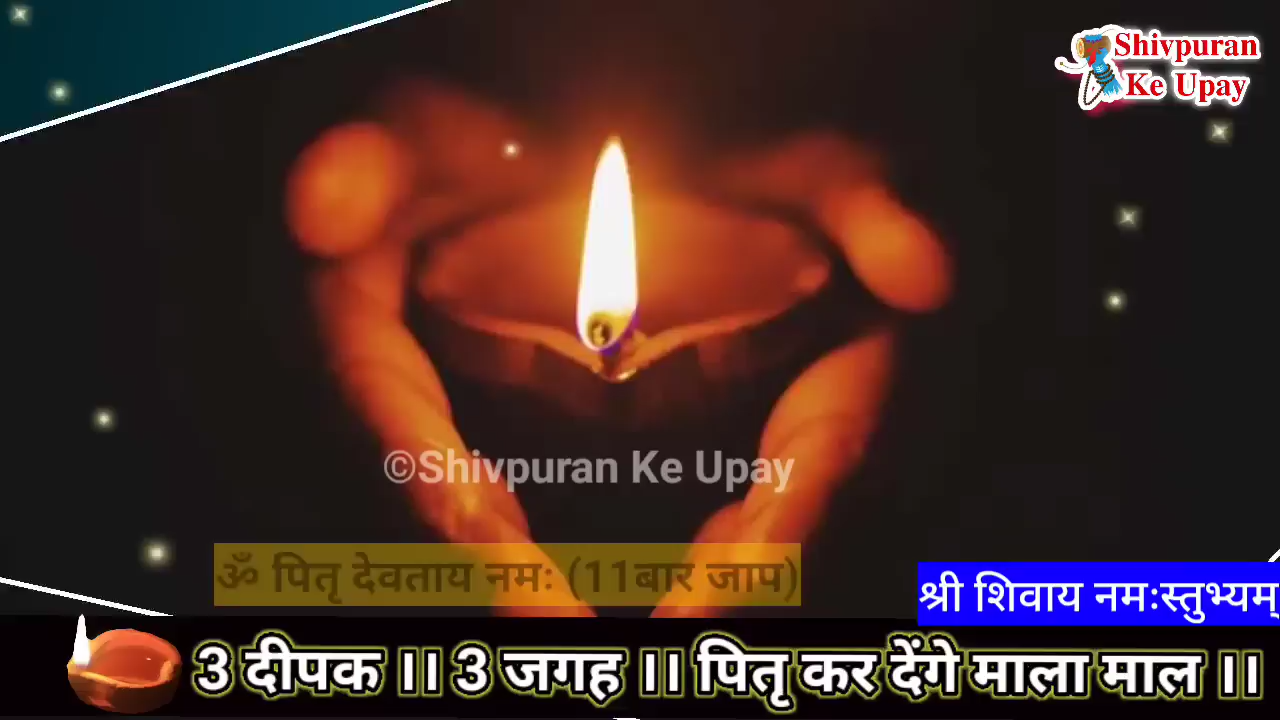 Shivpuran
Ke Upay
©Shivpuran Ke Upay
ॐ पितृ देवताय नमः (11बार जाप)
श्री शिवाय नमःस्तुभ्यम्
3 दीपक ।। 3 जगह ।। पितृ कर देंगे माला माल ।।